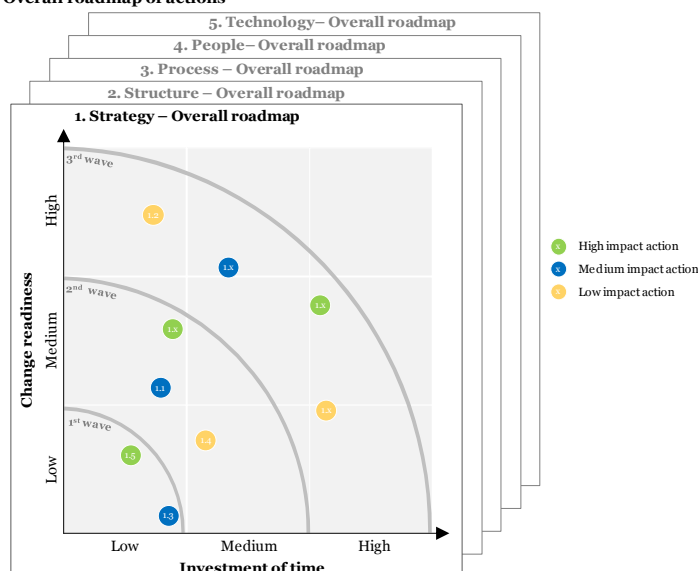 Overall roadmap of actions
5. Technology– Overall roadmap
4. People– Overall roadmap
3. Process – Overall roadmap
2. Structure – Overall roadmap
1. Strategy – Overall roadmap
3rd wave
High
1.2
1.x
x High impact action
x Medium impact action
x Low impact action
2nd wave
1.x
1.x
Change readiness
Medium
1.1
1.x
1st wave
1.4
1.5
Low
1.3
Low Medium High
Investment of time